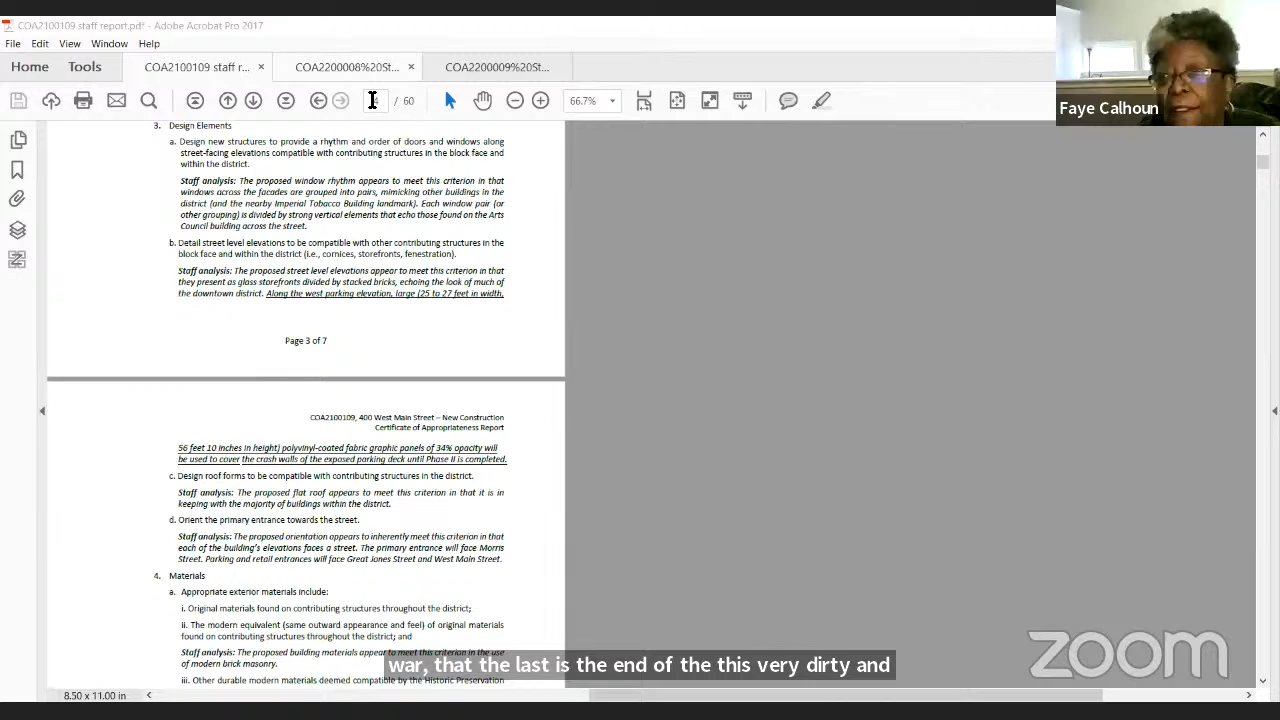 COA2100109 staff report.pdf - Adobe Acrobat Pro 2017
File Edit View Window Help
Home Tools COA2100109 staff r... × COA2200008%20St... × COA2200009%20St...
/ 60 66.7%
Faye Calhoun
3. Design Elements
a. Design new structures to provide a rhythm and order of doors and windows along
street-facing elevations compatible with contributing structures in the block face and
within the district.
Staff analysis: The proposed window rhythm appears to meet this criterion in that
windows across the facades are grouped into pairs, mimicking other buildings in the
district (and the nearby Imperial Tobacco Building landmark). Each window pair (or
other grouping) is divided by strong vertical elements that echo those found on the Arts
Council building across the street.
b. Detail street level elevations to be compatible with other contributing structures in the
block face and within the district (i.e., cornices, storefronts, fenestration).
Staff analysis: The proposed street level elevations appear to meet this criterion in that
they present as glass storefronts divided by stacked bricks, echoing the look of much of
the downtown district. Along the west parking elevation, large (25 to 27 feet in width,
Page 3 of 7
COA2100109, 400 West Main Street – New Construction
Certificate of Appropriateness Report
56 feet 10 inches in height) polyvinyl-coated fabric graphic panels of 34% opacity will
be used to cover the crash walls of the exposed parking deck until Phase II is completed.
c. Design roof forms to be compatible with contributing structures in the district.
Staff analysis: The proposed flat roof appears to meet this criterion in that it is in
keeping with the majority of buildings within the district.
d. Orient the primary entrance towards the street.
Staff analysis: The proposed orientation appears to inherently meet this criterion in that
each of the building's elevations faces a street. The primary entrance will face Morris
Street. Parking and retail entrances will face Great Jones Street and West Main Street.
4. Materials
a. Appropriate exterior materials include:
i. Original materials found on contributing structures throughout the district;
ii. The modern equivalent (same outward appearance and feel) of original materials
found on contributing structures throughout the district; and
Staff analysis: The proposed building materials appear to meet this criterion in the use
of modern brick masonry.
iii. Other durable modern materials deemed compatible by the Historic Preservation
war, that the last is the end of the this very dirty and
zoom
8.50 x 11.00 in